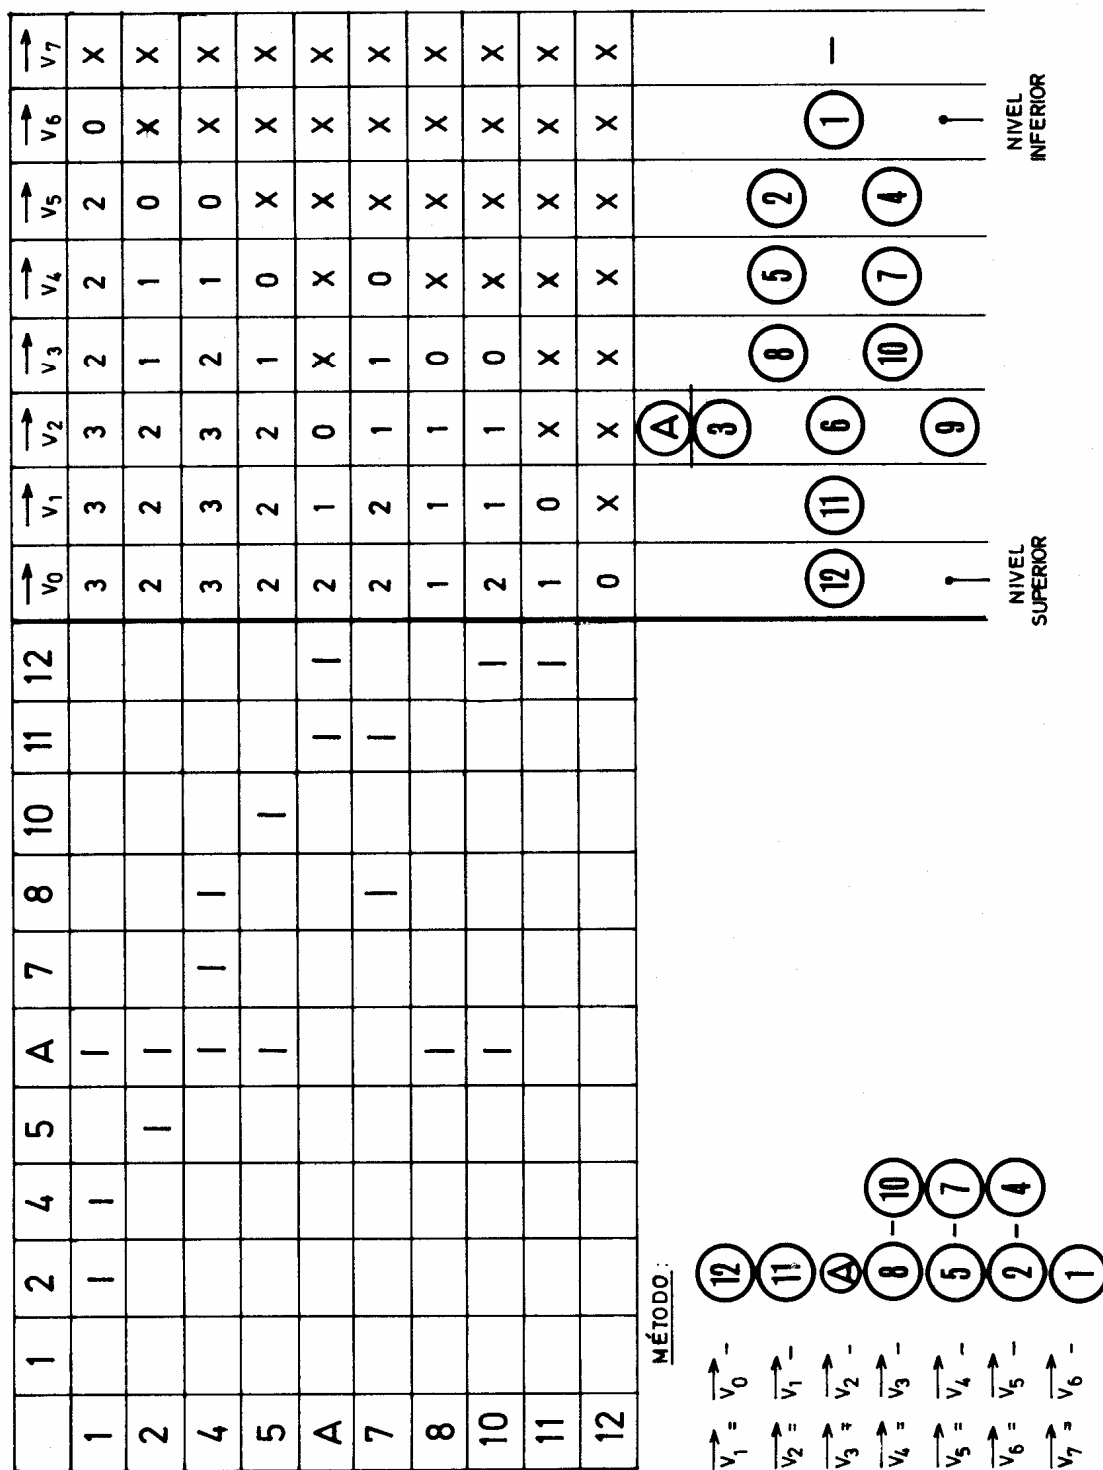 1 2 4 5 A 7 8 10 11 12 V0 V1 V2 V3 V4 V5 V6 V7
1 1 1 1 3 3 3 2 2 2 0 X
2 1 1 2 2 2 1 1 0 X X
4 1 1 1 3 3 3 2 1 0 X X
5 1 1 2 2 2 1 0 X X X
A 1 1 2 1 0 X X X X X
7 1 1 2 2 1 1 0 X X X
8 1 1 1 1 0 X X X X
10 1 1 2 1 1 0 X X X X
11 1 1 0 X X X X X X
12 0 X X X X X X X
A
3 8 5 2
12 11 6 1 –
10 7 4
9
NIVEL
SUPERIOR
NIVEL
INFERIOR
MÉTODO:
V1 = V0 – 12
V2 = V1 – 11
V3 = V2 – A
V4 = V3 – 8 – 10
V5 = V4 – 5 – 7
V6 = V5 – 2 – 4
V7 = V6 – 1